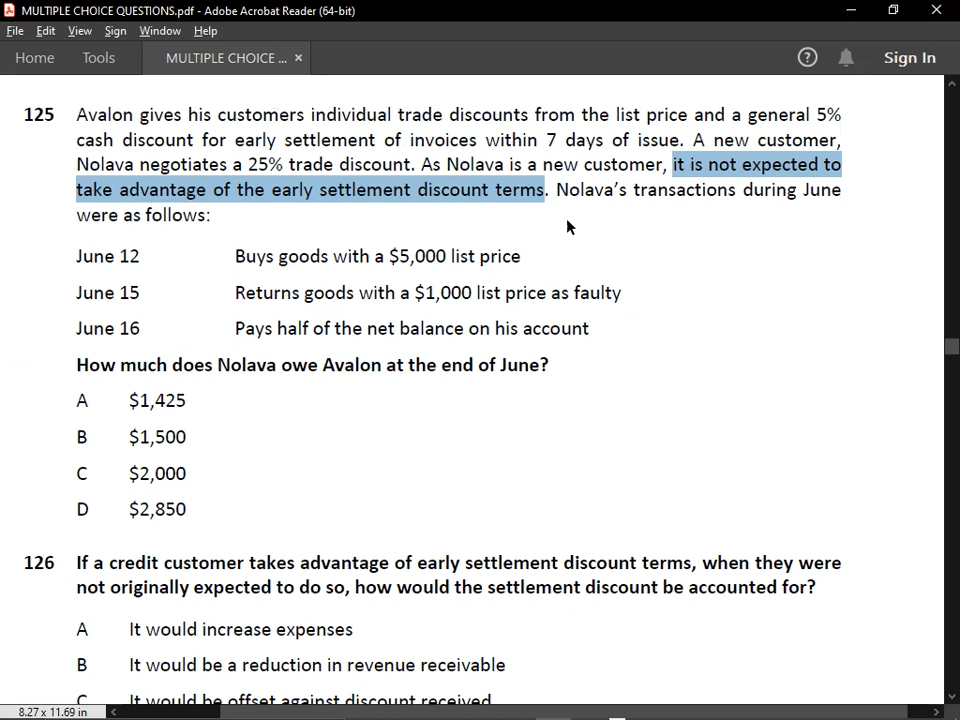 MULTIPLE CHOICE QUESTIONS.pdf - Adobe Acrobat Reader (64-bit)
File Edit View Sign Window Help
Home Tools MULTIPLE CHOICE ... × ? Sign In
125 Avalon gives his customers individual trade discounts from the list price and a general 5%
cash discount for early settlement of invoices within 7 days of issue. A new customer,
Nolava negotiates a 25% trade discount. As Nolava is a new customer, it is not expected to
take advantage of the early settlement discount terms. Nolava's transactions during June
were as follows:
June 12 Buys goods with a $5,000 list price
June 15 Returns goods with a $1,000 list price as faulty
June 16 Pays half of the net balance on his account
How much does Nolava owe Avalon at the end of June?
A $1,425
B $1,500
C $2,000
D $2,850
126 If a credit customer takes advantage of early settlement discount terms, when they were
not originally expected to do so, how would the settlement discount be accounted for?
A It would increase expenses
B It would be a reduction in revenue receivable
C It would be offset against discount received
8.27 x 11.69 in